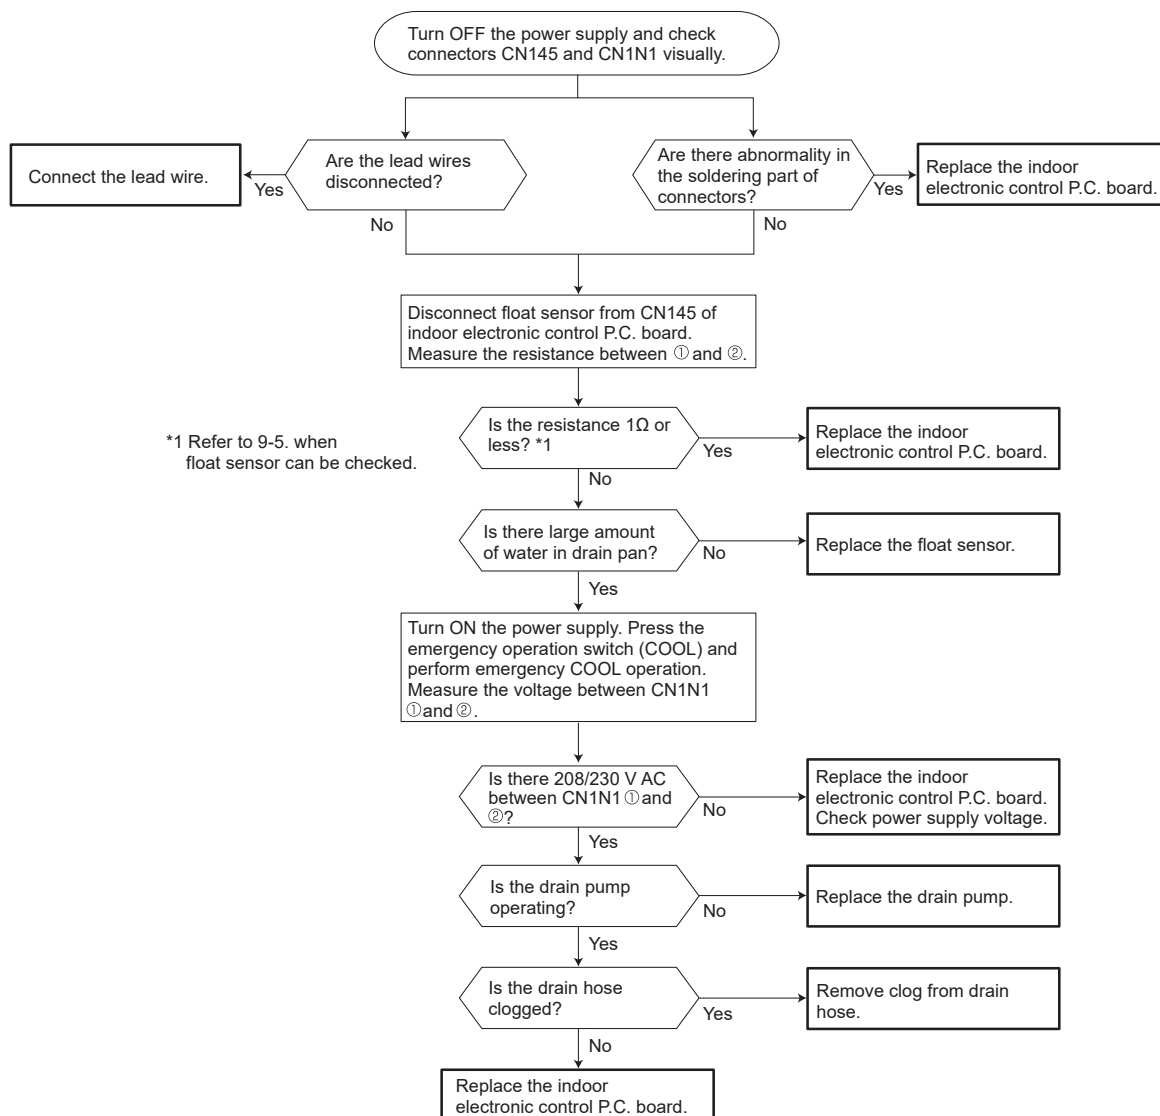 Turn OFF the power supply and check
connectors CN145 and CN1N1 visually.
Connect the lead wire.
Yes
Are the lead wires
disconnected?
No
Are there abnormality in
the soldering part of
connectors?
Yes
No
Replace the indoor
electronic control P.C. board.
Disconnect float sensor from CN145 of
indoor electronic control P.C. board.
Measure the resistance between ① and ②.
*1 Refer to 9-5. when
float sensor can be checked.
Is the resistance 1Ω or
less? *1
Yes
Replace the indoor
electronic control P.C. board.
No
Is there large amount
of water in drain pan?
No
Replace the float sensor.
Yes
Turn ON the power supply. Press the
emergency operation switch (COOL) and
perform emergency COOL operation.
Measure the voltage between CN1N1
① and ②.
Is there 208/230 V AC
between CN1N1 ① and
②?
No
Replace the indoor
electronic control P.C. board.
Check power supply voltage.
Yes
Is the drain pump
operating?
No
Replace the drain pump.
Yes
Is the drain hose
clogged?
Yes
Remove clog from drain
hose.
No
Replace the indoor
electronic control P.C. board.